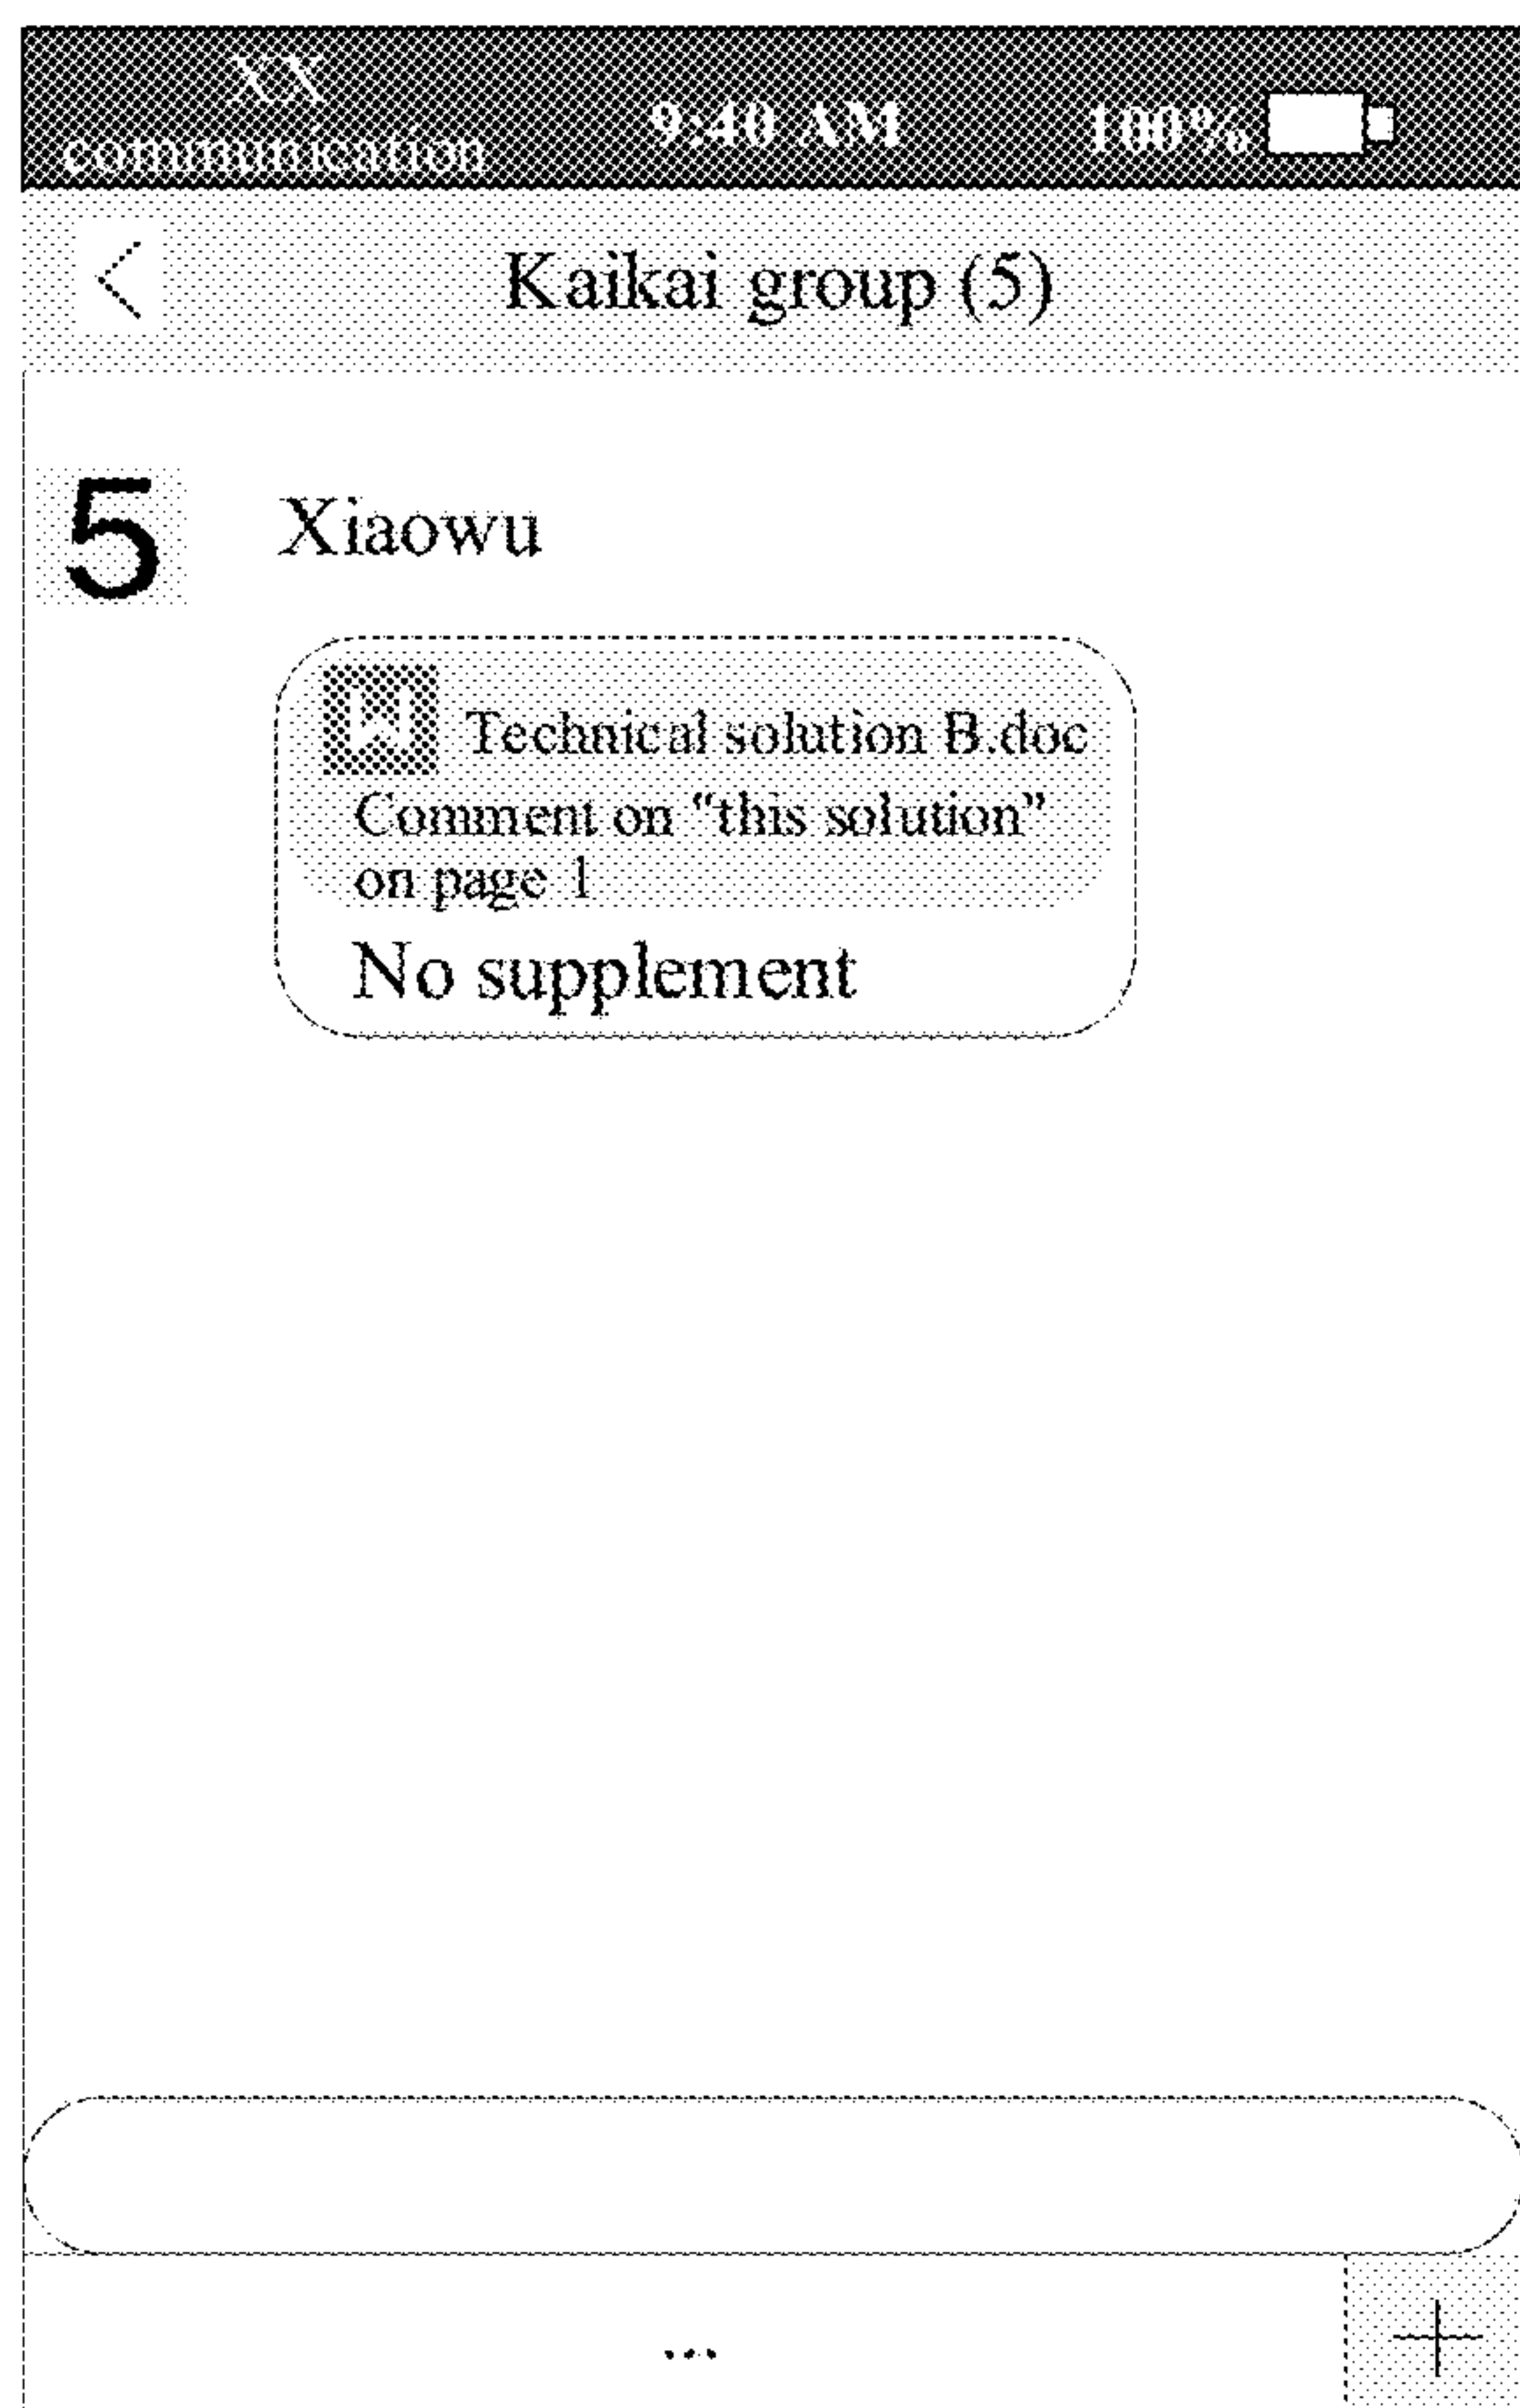 XX
communication
9:40 AM
100%
<
Kaikai group (5)
5
Xiaowu
W
Technical solution B.doc
Comment on “this solution”
on page 1
No supplement
...
+